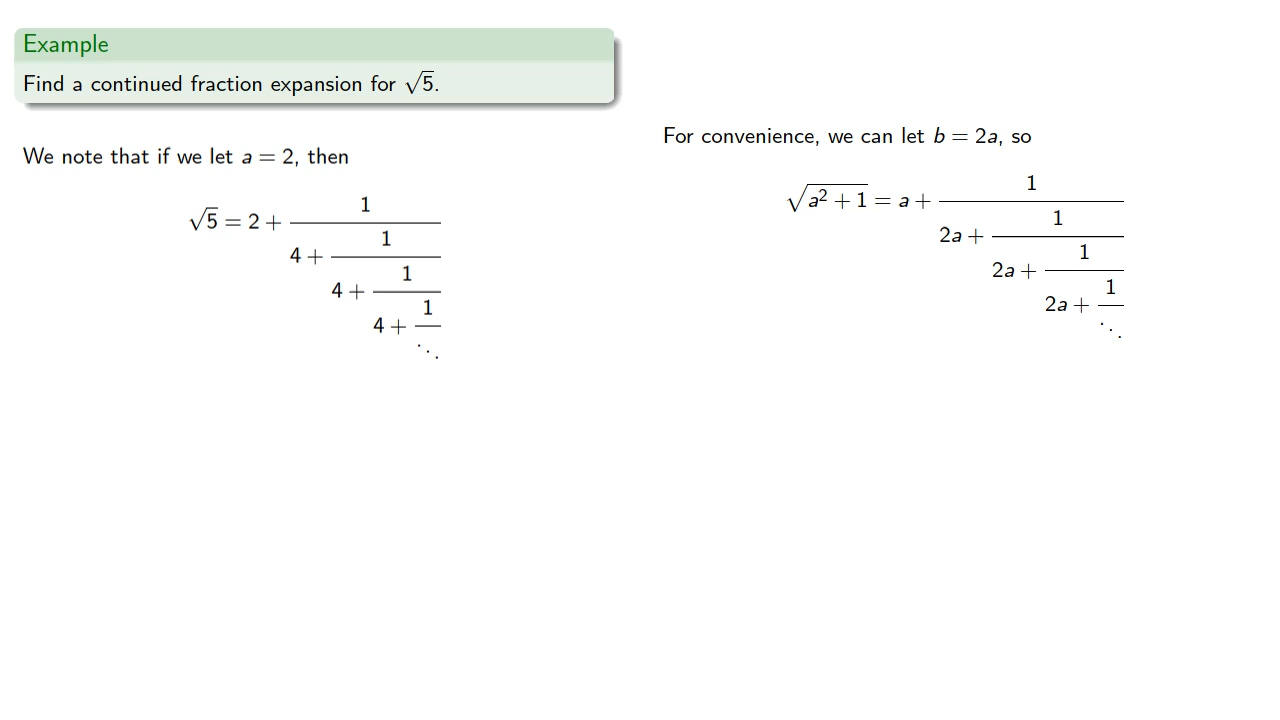 Example
Find a continued fraction expansion for √5.
We note that if we let a = 2, then
√5 = 2 + 1
4 + 1
4 + 1
4 + 1
⋱
For convenience, we can let b = 2a, so
√(a² + 1) = a + 1
2a + 1
2a + 1
2a + 1
⋱